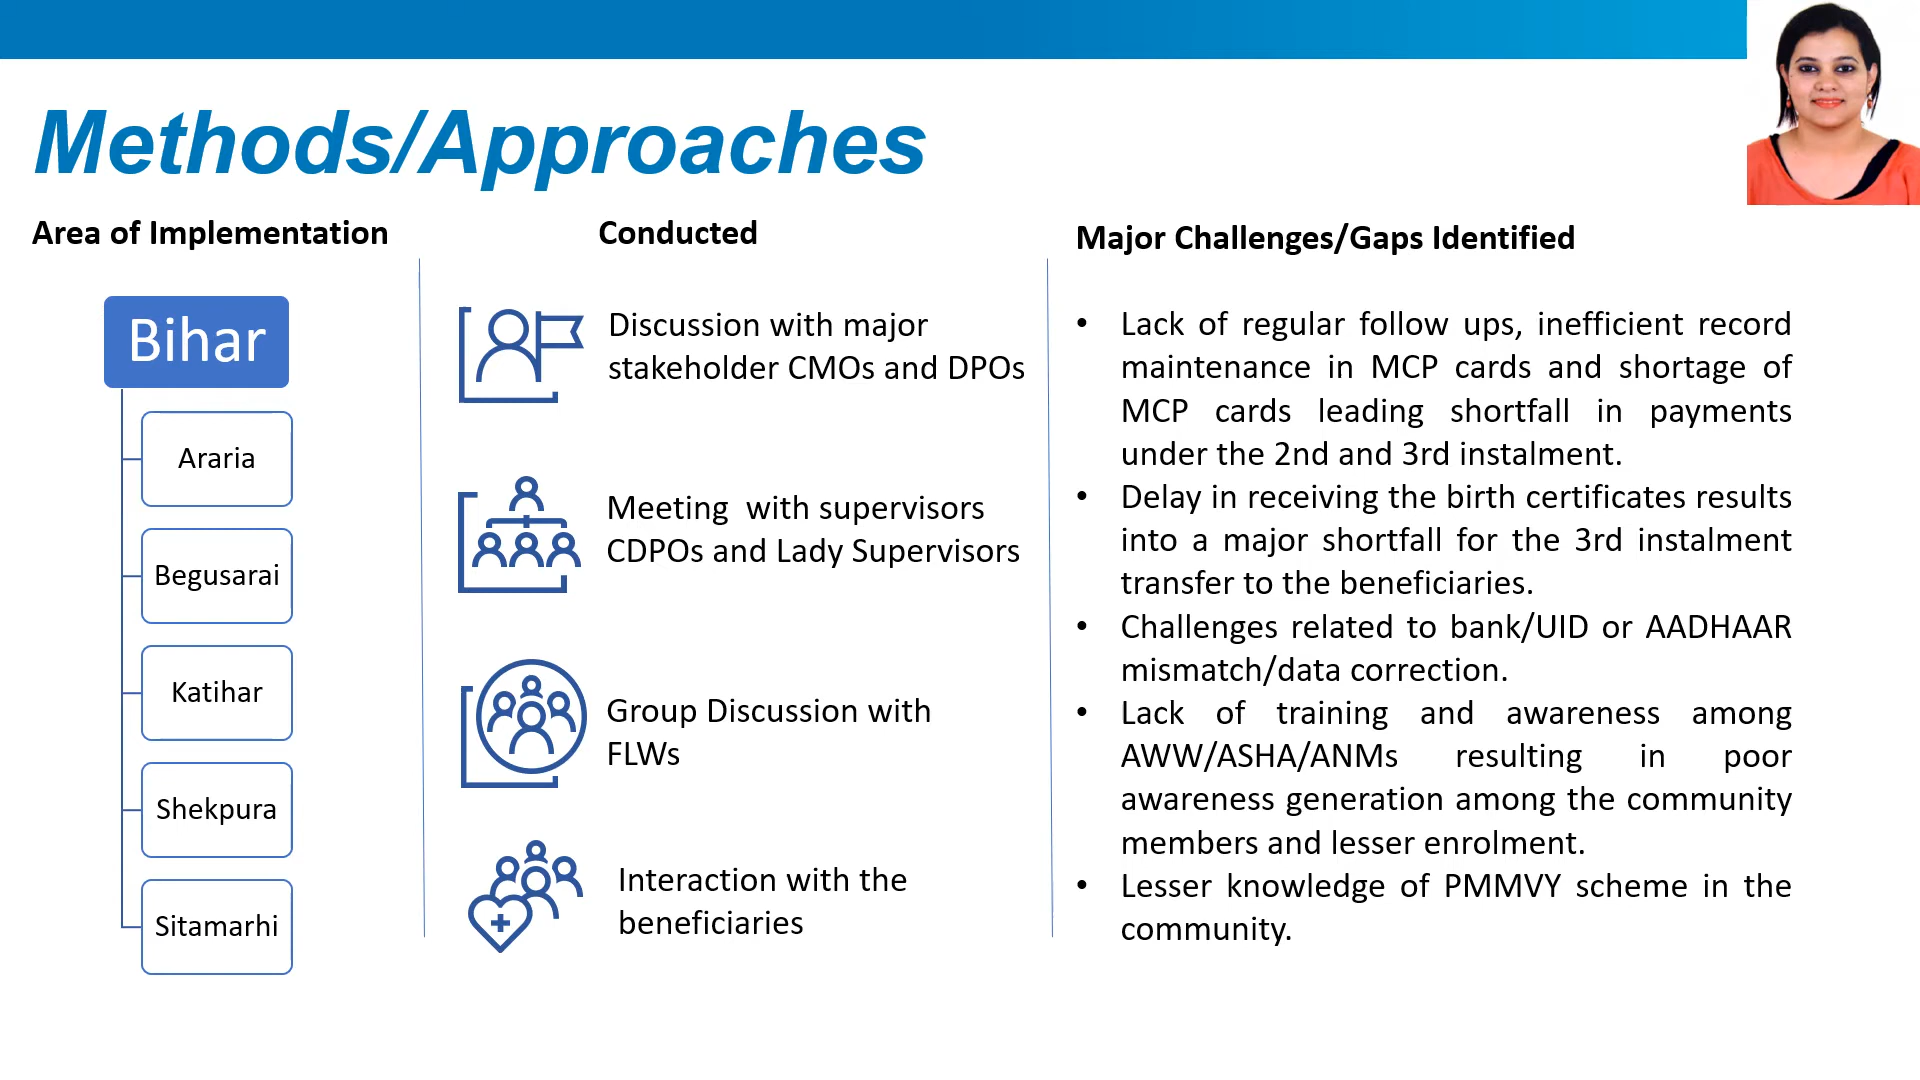 Methods/Approaches
Area of Implementation
Bihar
Araria
Begusarai
Katihar
Shekpura
Sitamarhi
Conducted
Discussion with major
stakeholder CMOs and DPOs
Meeting with supervisors
CDPOs and Lady Supervisors
Group Discussion with
FLWs
Interaction with the
beneficiaries
Major Challenges/Gaps Identified
• Lack of regular follow ups, inefficient record
maintenance in MCP cards and shortage of
MCP cards leading shortfall in payments
under the 2nd and 3rd instalment.
• Delay in receiving the birth certificates results
into a major shortfall for the 3rd instalment
transfer to the beneficiaries.
• Challenges related to bank/UID or AADHAAR
mismatch/data correction.
• Lack of training and awareness among
AWW/ASHA/ANMs resulting in poor
awareness generation among the community
members and lesser enrolment.
• Lesser knowledge of PMMVY scheme in the
community.